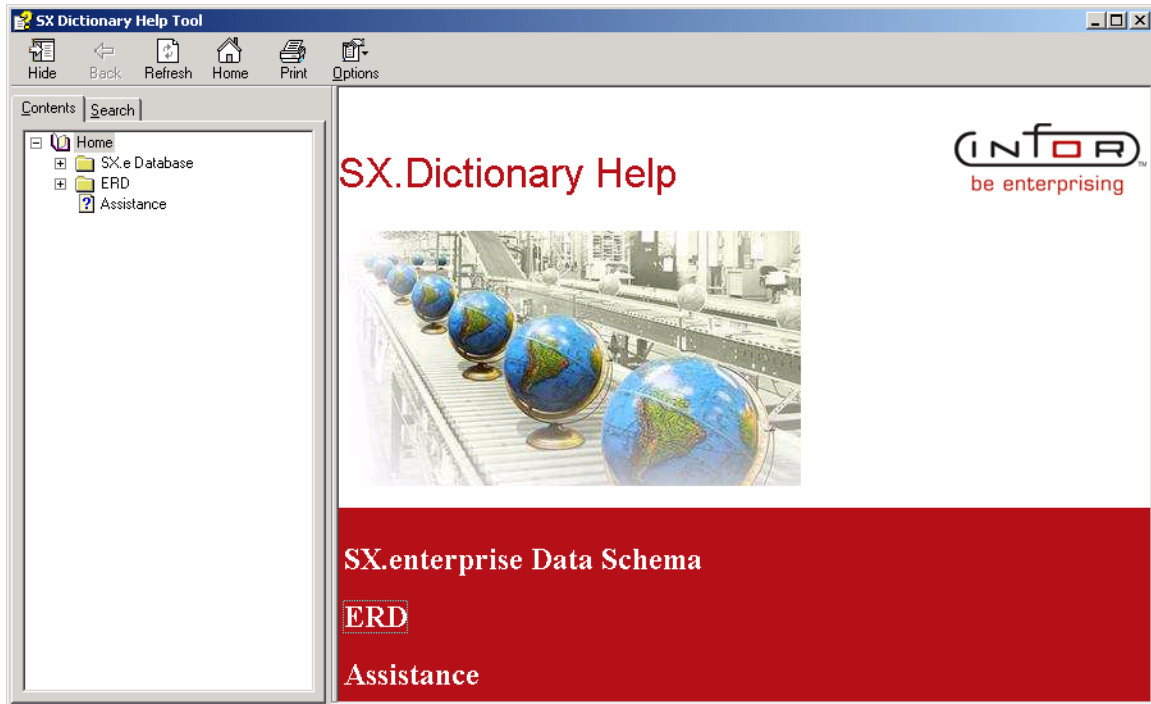 SX Dictionary Help Tool
Hide Back Refresh Home Print Options
Contents Search
Home
SX.e Database
ERD
Assistance
SX.Dictionary Help
INFOR™
be enterprising
SX.enterprise Data Schema
ERD
Assistance